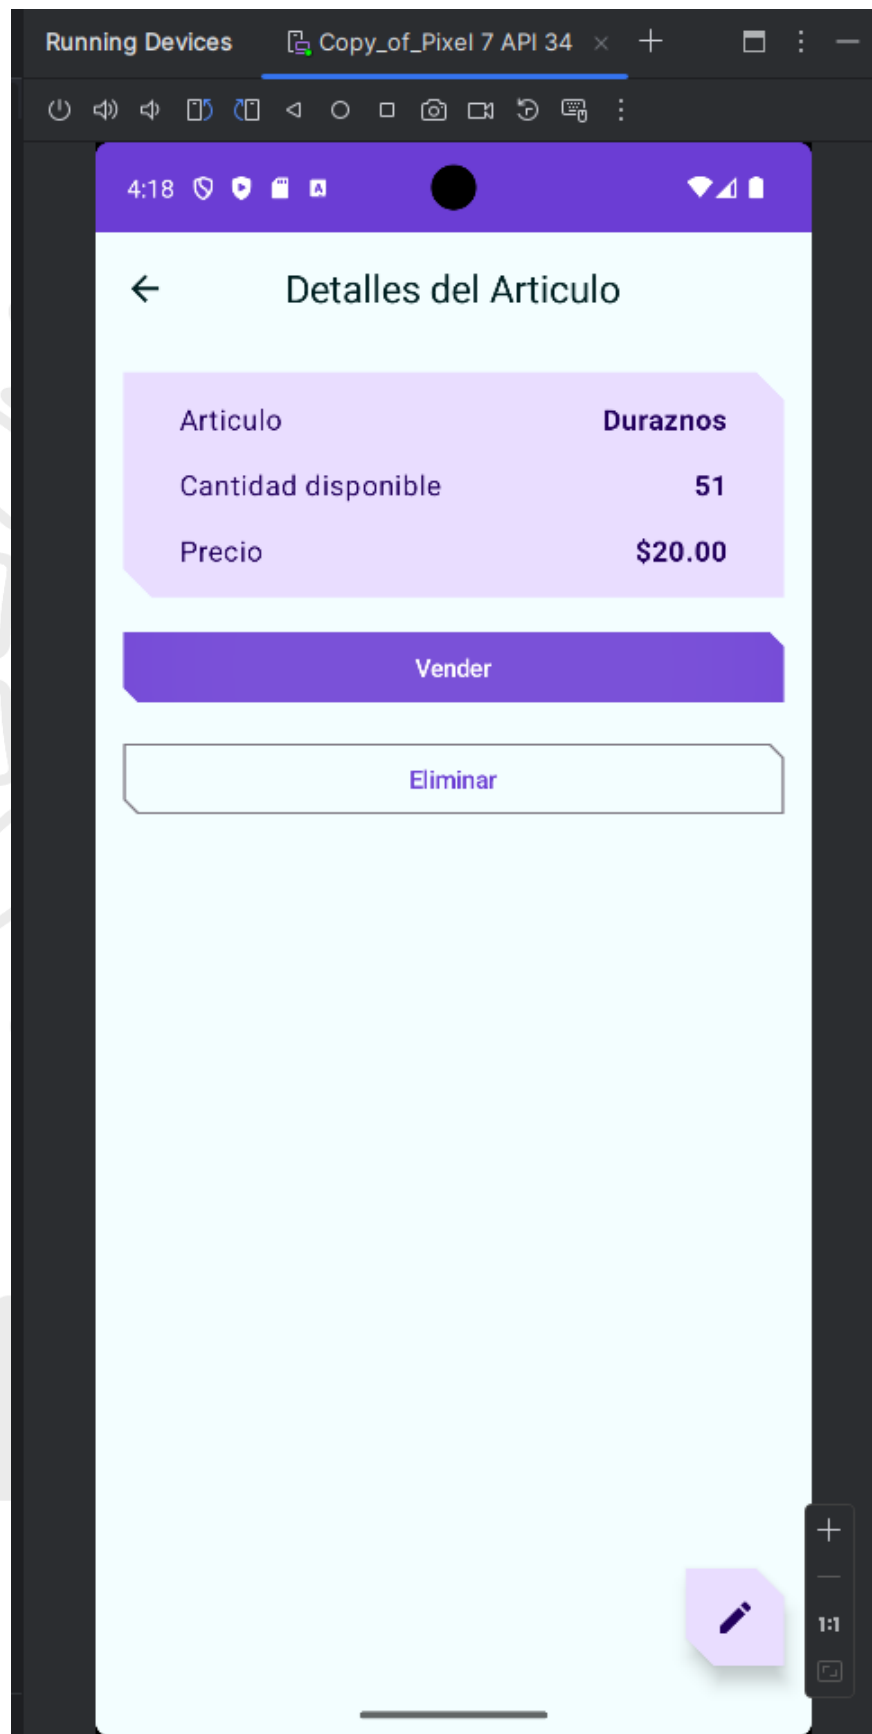 Running Devices Copy_of_Pixel 7 API 34
4:18
Detalles del Articulo
Articulo Duraznos
Cantidad disponible 51
Precio $20.00
Vender
Eliminar
1:1